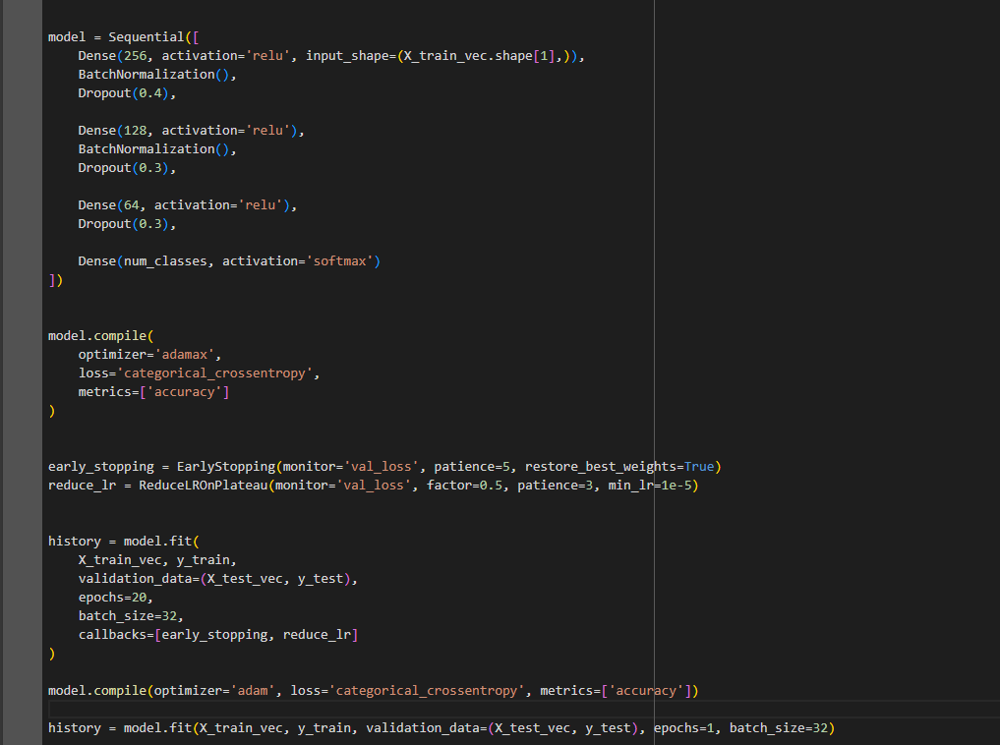 model = Sequential([
    Dense(256, activation='relu', input_shape=(X_train_vec.shape[1],)),
    BatchNormalization(),
    Dropout(0.4),

    Dense(128, activation='relu'),
    BatchNormalization(),
    Dropout(0.3),

    Dense(64, activation='relu'),
    Dropout(0.3),

    Dense(num_classes, activation='softmax')
])


model.compile(
    optimizer='adamax',
    loss='categorical_crossentropy',
    metrics=['accuracy']
)


early_stopping = EarlyStopping(monitor='val_loss', patience=5, restore_best_weights=True)
reduce_lr = ReduceLROnPlateau(monitor='val_loss', factor=0.5, patience=3, min_lr=1e-5)


history = model.fit(
    X_train_vec, y_train,
    validation_data=(X_test_vec, y_test),
    epochs=20,
    batch_size=32,
    callbacks=[early_stopping, reduce_lr]
)

model.compile(optimizer='adam', loss='categorical_crossentropy', metrics=['accuracy'])

history = model.fit(X_train_vec, y_train, validation_data=(X_test_vec, y_test), epochs=1, batch_size=32)